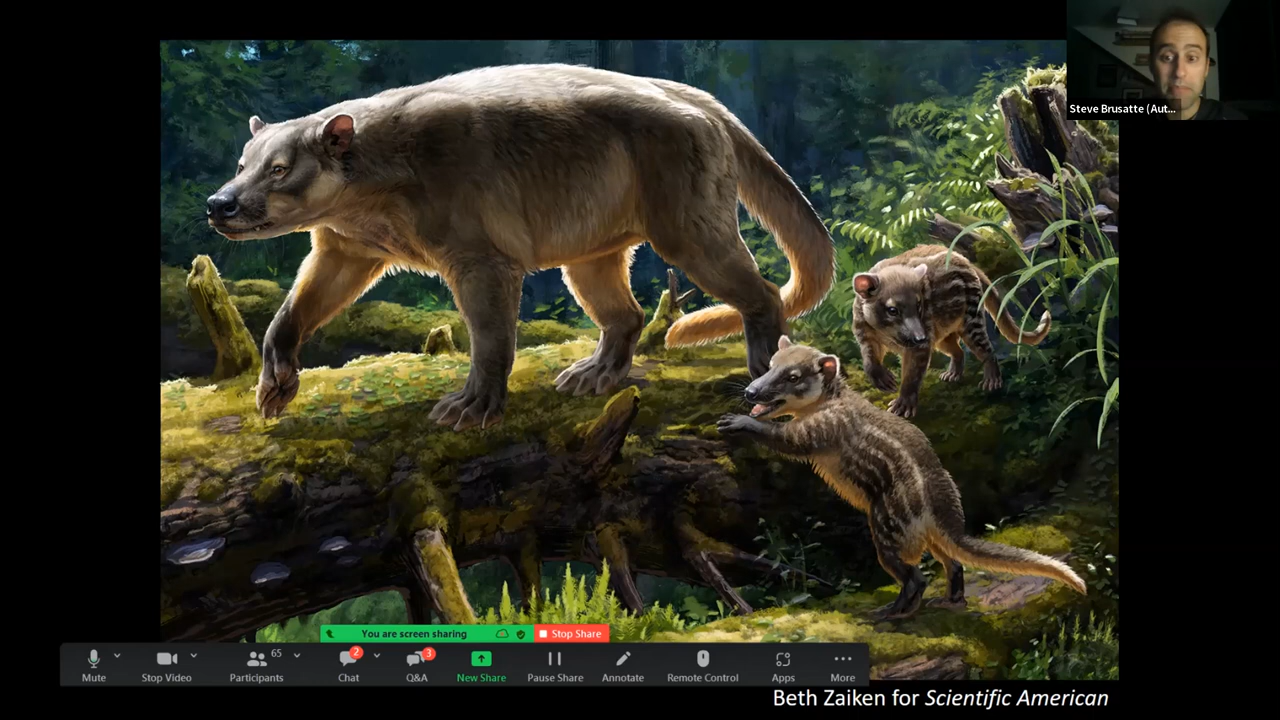 Steve Brusatte (Aut...
You are screen sharing
Stop Share
65
2
3
Mute
Stop Video
Participants
Chat
Q&A
New Share
Pause Share
Annotate
Remote Control
Apps
More
Beth Zaiken for Scientific American